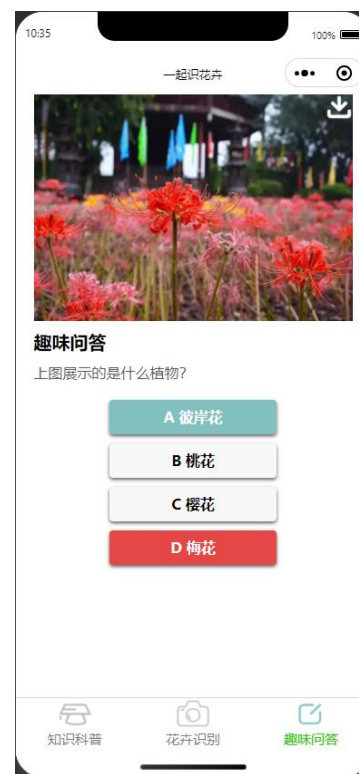 10:35
100%
一起识花卉
趣味问答
上图展示的是什么植物?
A 彼岸花
B 桃花
C 樱花
D 梅花
知识科普
花卉识别
趣味问答